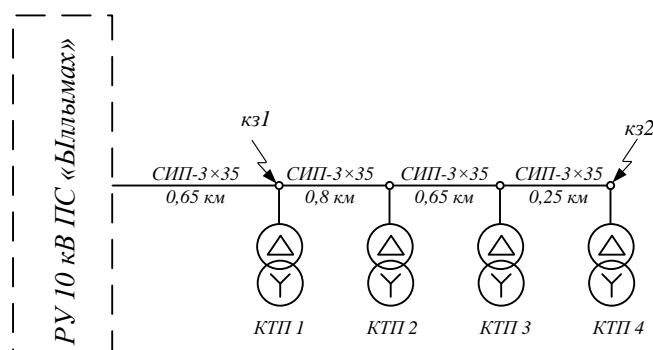 РУ 10 кВ ПС «Ыллымах»
кз1
кз2
СИП-3×35
0,65 км
СИП-3×35
0,8 км
СИП-3×35
0,65 км
СИП-3×35
0,25 км
КТП 1
КТП 2
КТП 3
КТП 4